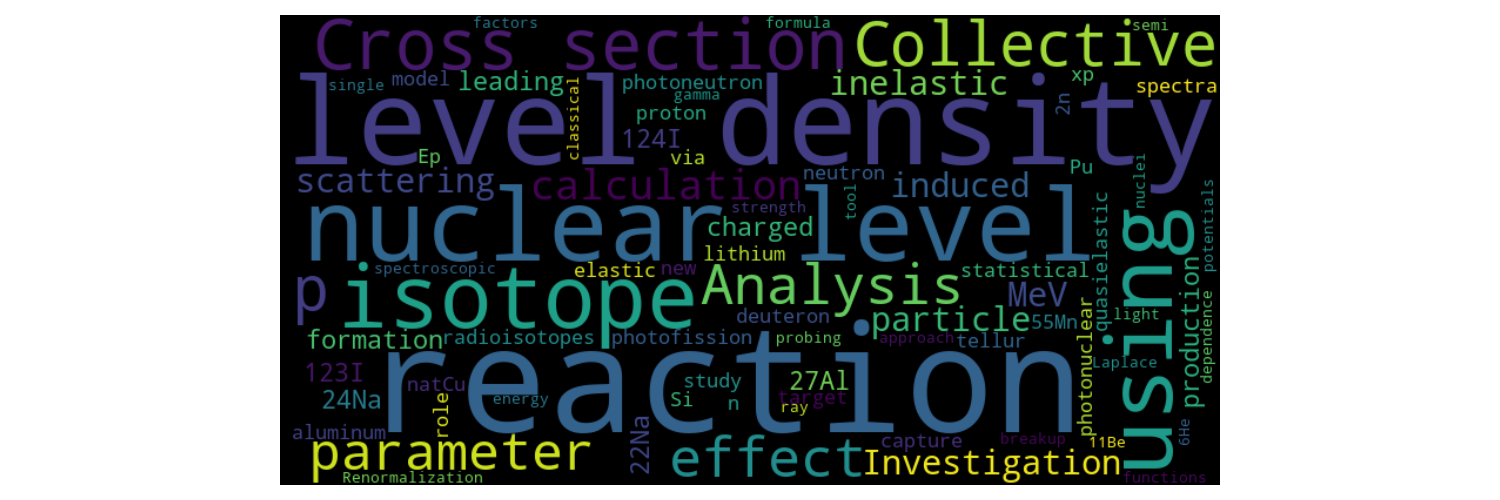 factors
formula
semi
Cross section
Collective
single
model
leading
classical
photoneutron
gamma
proton
inelastic
xp
2n
spectra
level density
124I
Ep
via
Pu
scattering
calculation
neutron
induced
nuclei
nuclear level
strength
tool
charged
quasielastic
potentials
using
lithium
spectroscopic
elastic
new
Analysis
statistical
p
isotope
MeV
deuteron
particle
55Mn
light
production
dependence
formation
radioisotopes
photofission
probing
approach
tellur
photonuclear
Laplace
reaction
123I
natCu
study
27Al
24Na
energy
Si
n
target
ray
role
aluminum
22Na
capture
breakup
11Be
6He
parameter
effect
Investigation
Renormalization
functions